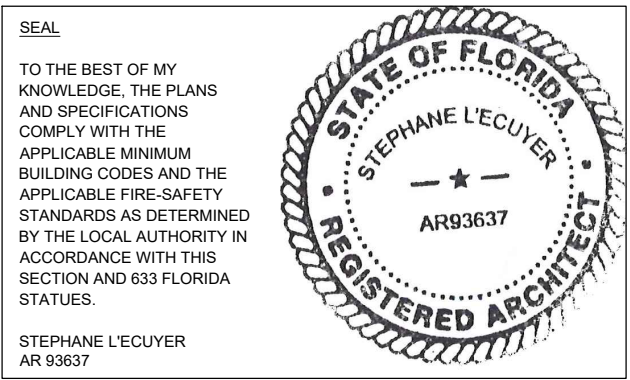 SEAL
TO THE BEST OF MY
KNOWLEDGE, THE PLANS
AND SPECIFICATIONS
COMPLY WITH THE
APPLICABLE MINIMUM
BUILDING CODES AND THE
APPLICABLE FIRE-SAFETY
STANDARDS AS DETERMINED
BY THE LOCAL AUTHORITY IN
ACCORDANCE WITH THIS
SECTION AND 633 FLORIDA
STATUES.
STEPHANE L'ECUYER
AR 93637
STATE OF FLORIDA
STEPHANE L'ECUYER
AR93637
REGISTERED ARCHITECT